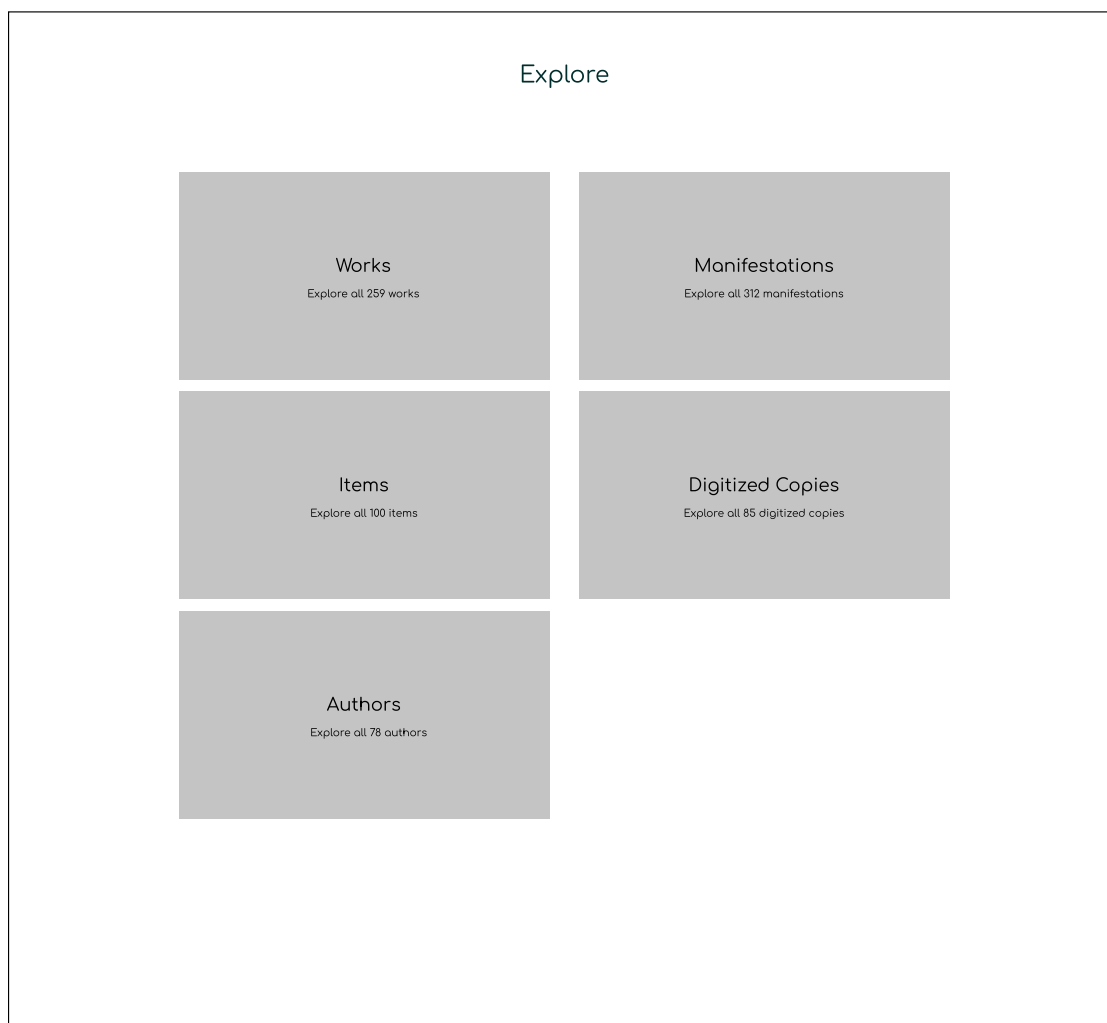 Explore
Works
Explore all 259 works
Manifestations
Explore all 312 manifestations
Items
Explore all 100 items
Digitized Copies
Explore all 85 digitized copies
Authors
Explore all 78 authors